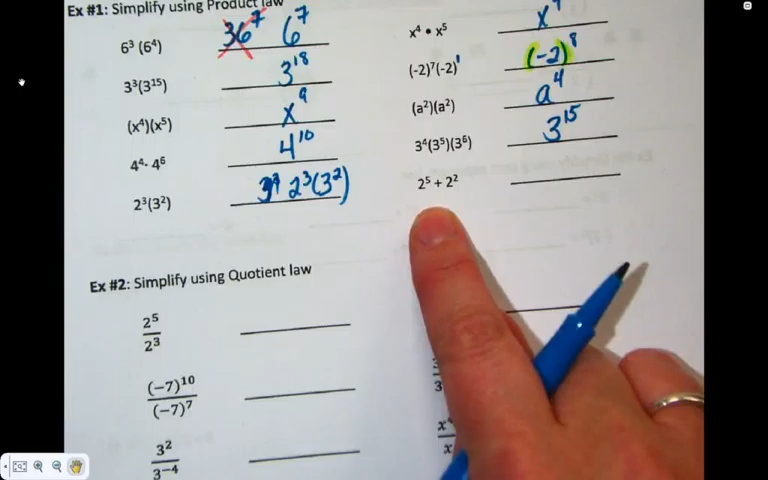 Ex #1: Simplify using Product law
6³ (6⁴) 36⁷ 6⁷
3³(3¹⁵) 3¹⁸
(x⁴)(x⁵) x⁹
4⁴· 4⁶ 4¹⁰
2³(3²) 2³(3²)
x⁴ • x⁵ x⁹
(-2)⁷(-2)¹ (-2)⁸
(a²)(a²) a⁴
3⁴(3⁵)(3⁶) 3¹⁵
2⁵ + 2²
Ex #2: Simplify using Quotient law
2⁵
2³
(−7)¹⁰
(−7)⁷
3²
3⁻⁴
3
x
x